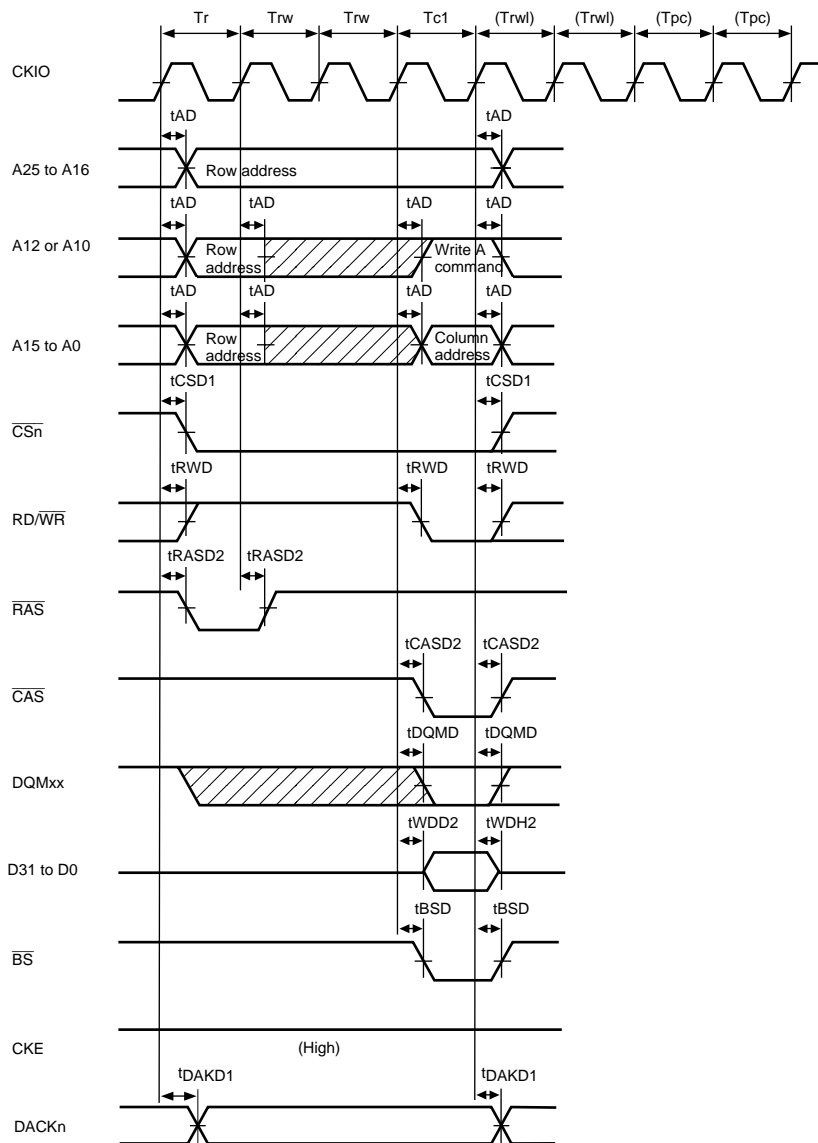 Tr Trw Trw Tc1 (Trwl) (Trwl) (Tpc) (Tpc)
CKIO
tAD tAD
A25 to A16 Row address
tAD tAD tAD tAD
A12 or A10 Row address Write A command
tAD tAD tAD tAD
A15 to A0 Row address Column address
tCSD1 tCSD1
CSn
tRWD tRWD tRWD
RD/WR
tRASD2 tRASD2
RAS
tCASD2 tCASD2
CAS
tDQMD tDQMD
DQMxx
tWDD2 tWDH2
D31 to D0
tBSD tBSD
BS
CKE (High)
tDAKD1 tDAKD1
DACKn